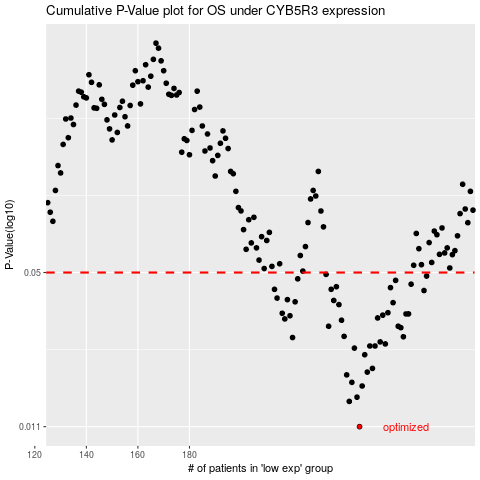 Cumulative P-Value plot for OS under CYB5R3 expression
P-Value(log10)
0.05
0.011
optimized
120 140 160 180
# of patients in 'low exp' group